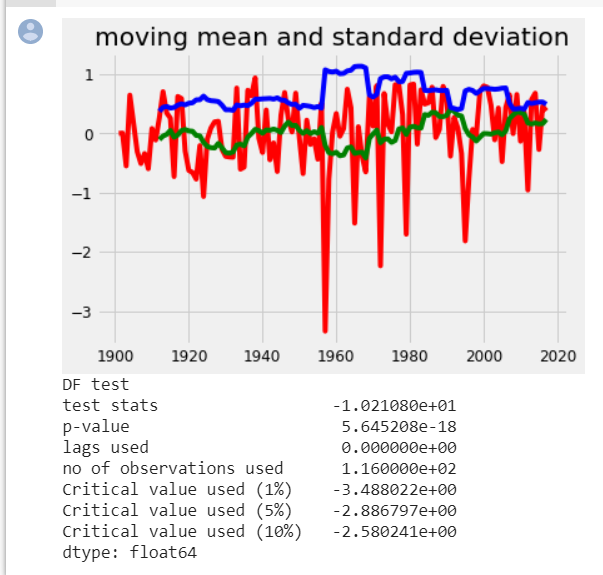 moving mean and standard deviation
1
0
−1
−2
−3
1900 1920 1940 1960 1980 2000 2020
DF test
test stats -1.021080e+01
p-value 5.645208e-18
lags used 0.000000e+00
no of observations used 1.160000e+02
Critical value used (1%) -3.488022e+00
Critical value used (5%) -2.886797e+00
Critical value used (10%) -2.580241e+00
dtype: float64